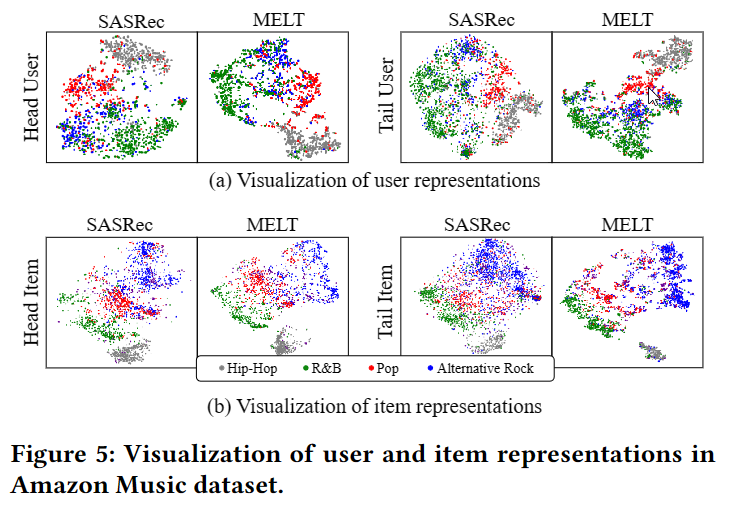 SASRec MELT SASRec MELT
Head User
Tail User
(a) Visualization of user representations
SASRec MELT SASRec MELT
Head Item
Tail Item
Hip-Hop R&B Pop Alternative Rock
(b) Visualization of item representations
Figure 5: Visualization of user and item representations in
Amazon Music dataset.